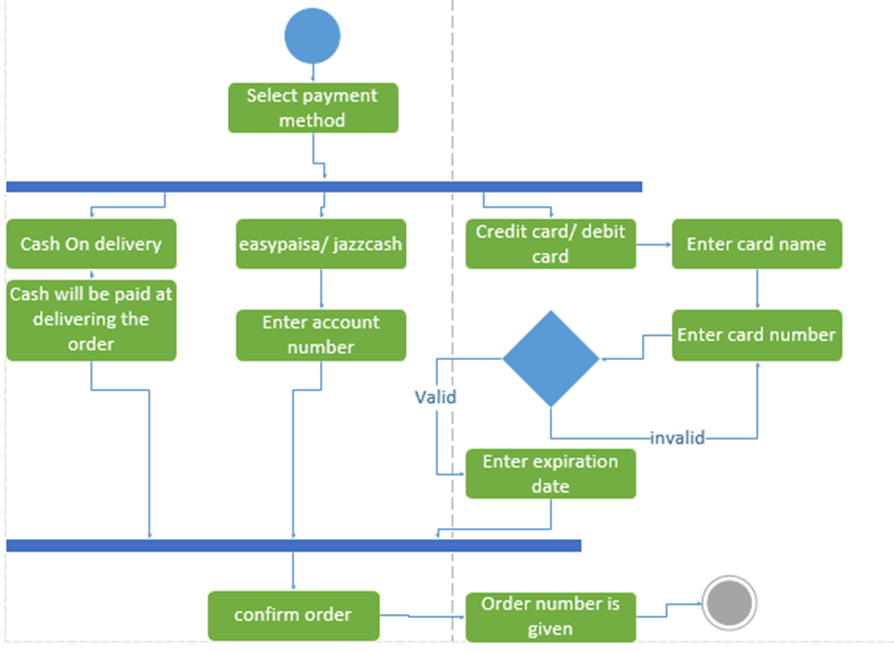 Select payment
method
Cash On delivery
easypaisa/ jazzcash
Credit card/ debit
card
Enter card name
Cash will be paid at
delivering the
order
Enter account
number
Enter card number
Valid
invalid
Enter expiration
date
confirm order
Order number is
given